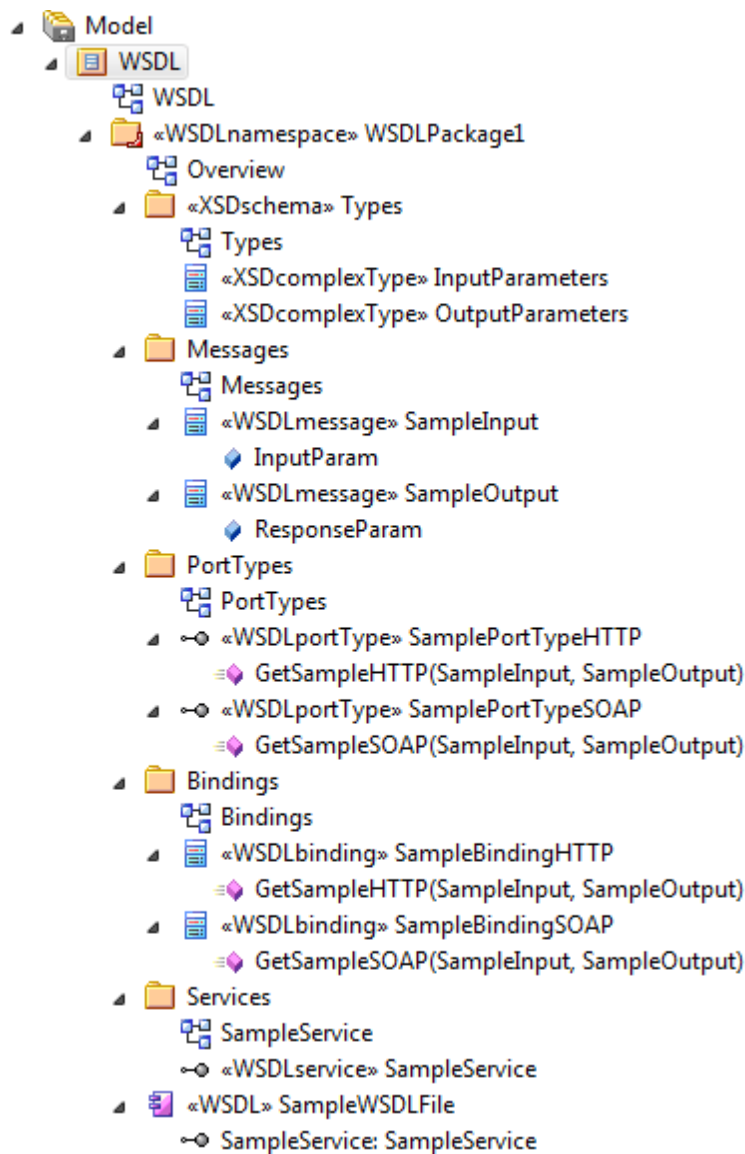 Model
WSDL
WSDL
«WSDLnamespace» WSDLPackage1
Overview
«XSDschema» Types
Types
«XSDcomplexType» InputParameters
«XSDcomplexType» OutputParameters
Messages
Messages
«WSDLmessage» SampleInput
InputParam
«WSDLmessage» SampleOutput
ResponseParam
PortTypes
PortTypes
«WSDLportType» SamplePortTypeHTTP
GetSampleHTTP(SampleInput, SampleOutput)
«WSDLportType» SamplePortTypeSOAP
GetSampleSOAP(SampleInput, SampleOutput)
Bindings
Bindings
«WSDLbinding» SampleBindingHTTP
GetSampleHTTP(SampleInput, SampleOutput)
«WSDLbinding» SampleBindingSOAP
GetSampleSOAP(SampleInput, SampleOutput)
Services
SampleService
«WSDLservice» SampleService
«WSDL» SampleWSDLFile
SampleService: SampleService